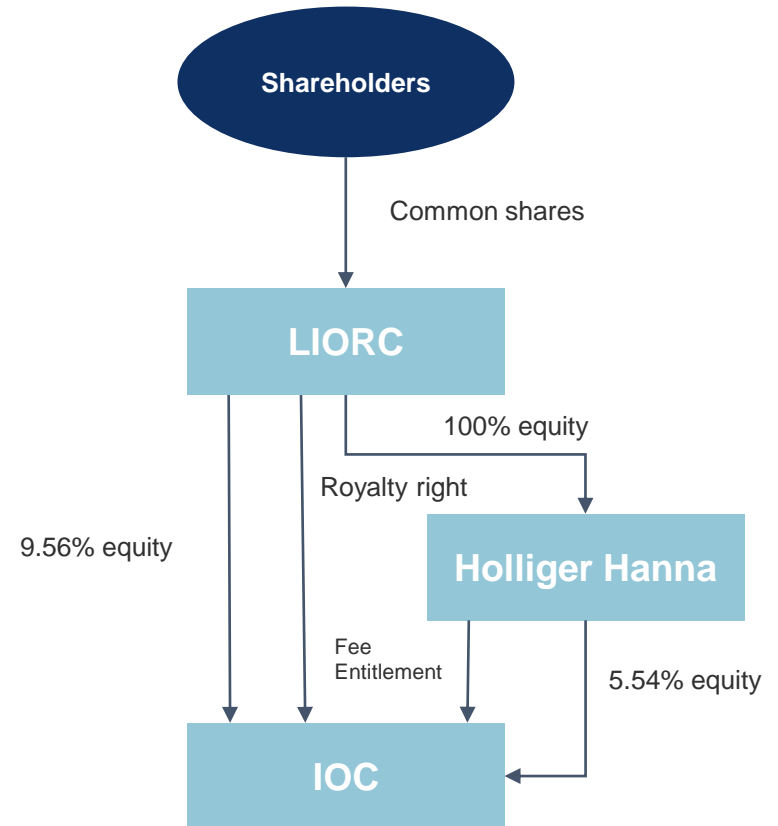 Shareholders
Common shares
LIORC
100% equity
Royalty right
9.56% equity
Holliger Hanna
Fee
Entitlement
5.54% equity
IOC